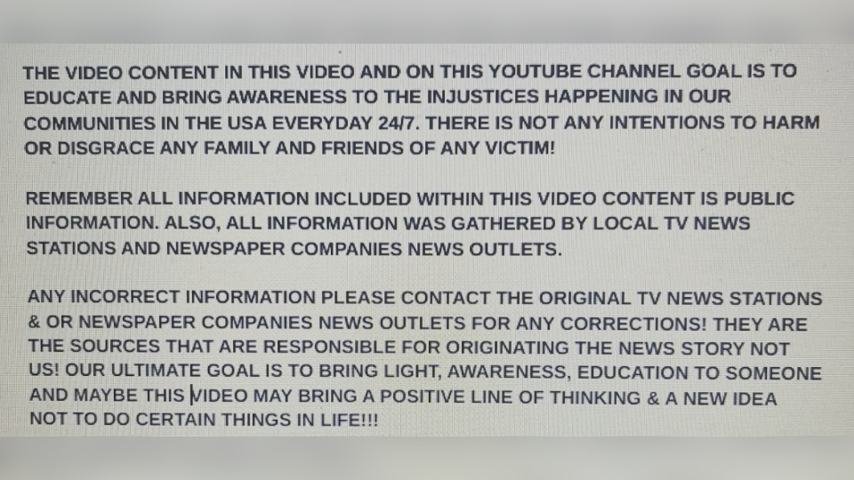 THE VIDEO CONTENT IN THIS VIDEO AND ON THIS YOUTUBE CHANNEL GOAL IS TO
EDUCATE AND BRING AWARENESS TO THE INJUSTICES HAPPENING IN OUR
COMMUNITIES IN THE USA EVERYDAY 24/7. THERE IS NOT ANY INTENTIONS TO HARM
OR DISGRACE ANY FAMILY AND FRIENDS OF ANY VICTIM!
REMEMBER ALL INFORMATION INCLUDED WITHIN THIS VIDEO CONTENT IS PUBLIC
INFORMATION. ALSO, ALL INFORMATION WAS GATHERED BY LOCAL TV NEWS
STATIONS AND NEWSPAPER COMPANIES NEWS OUTLETS.
ANY INCORRECT INFORMATION PLEASE CONTACT THE ORIGINAL TV NEWS STATIONS
& OR NEWSPAPER COMPANIES NEWS OUTLETS FOR ANY CORRECTIONS! THEY ARE
THE SOURCES THAT ARE RESPONSIBLE FOR ORIGINATING THE NEWS STORY NOT
US! OUR ULTIMATE GOAL IS TO BRING LIGHT, AWARENESS, EDUCATION TO SOMEONE
AND MAYBE THIS VIDEO MAY BRING A POSITIVE LINE OF THINKING & A NEW IDEA
NOT TO DO CERTAIN THINGS IN LIFE!!!